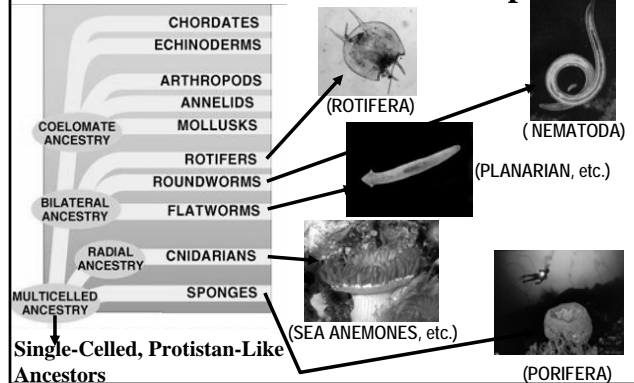 CHORDATES
ECHINODERMS
ARTHROPODS
ANNELIDS
COELOMATE
ANCESTRY
MOLLUSKS
ROTIFERS
ROUNDWORMS
BILATERAL
ANCESTRY
FLATWORMS
RADIAL
ANCESTRY
CNIDARIANS
MULTICELLED
ANCESTRY
SPONGES
Single-Celled, Protistan-Like
Ancestors
(ROTIFERA)
( NEMATODA)
(PLANARIAN, etc.)
(SEA ANEMONES, etc.)
(PORIFERA)